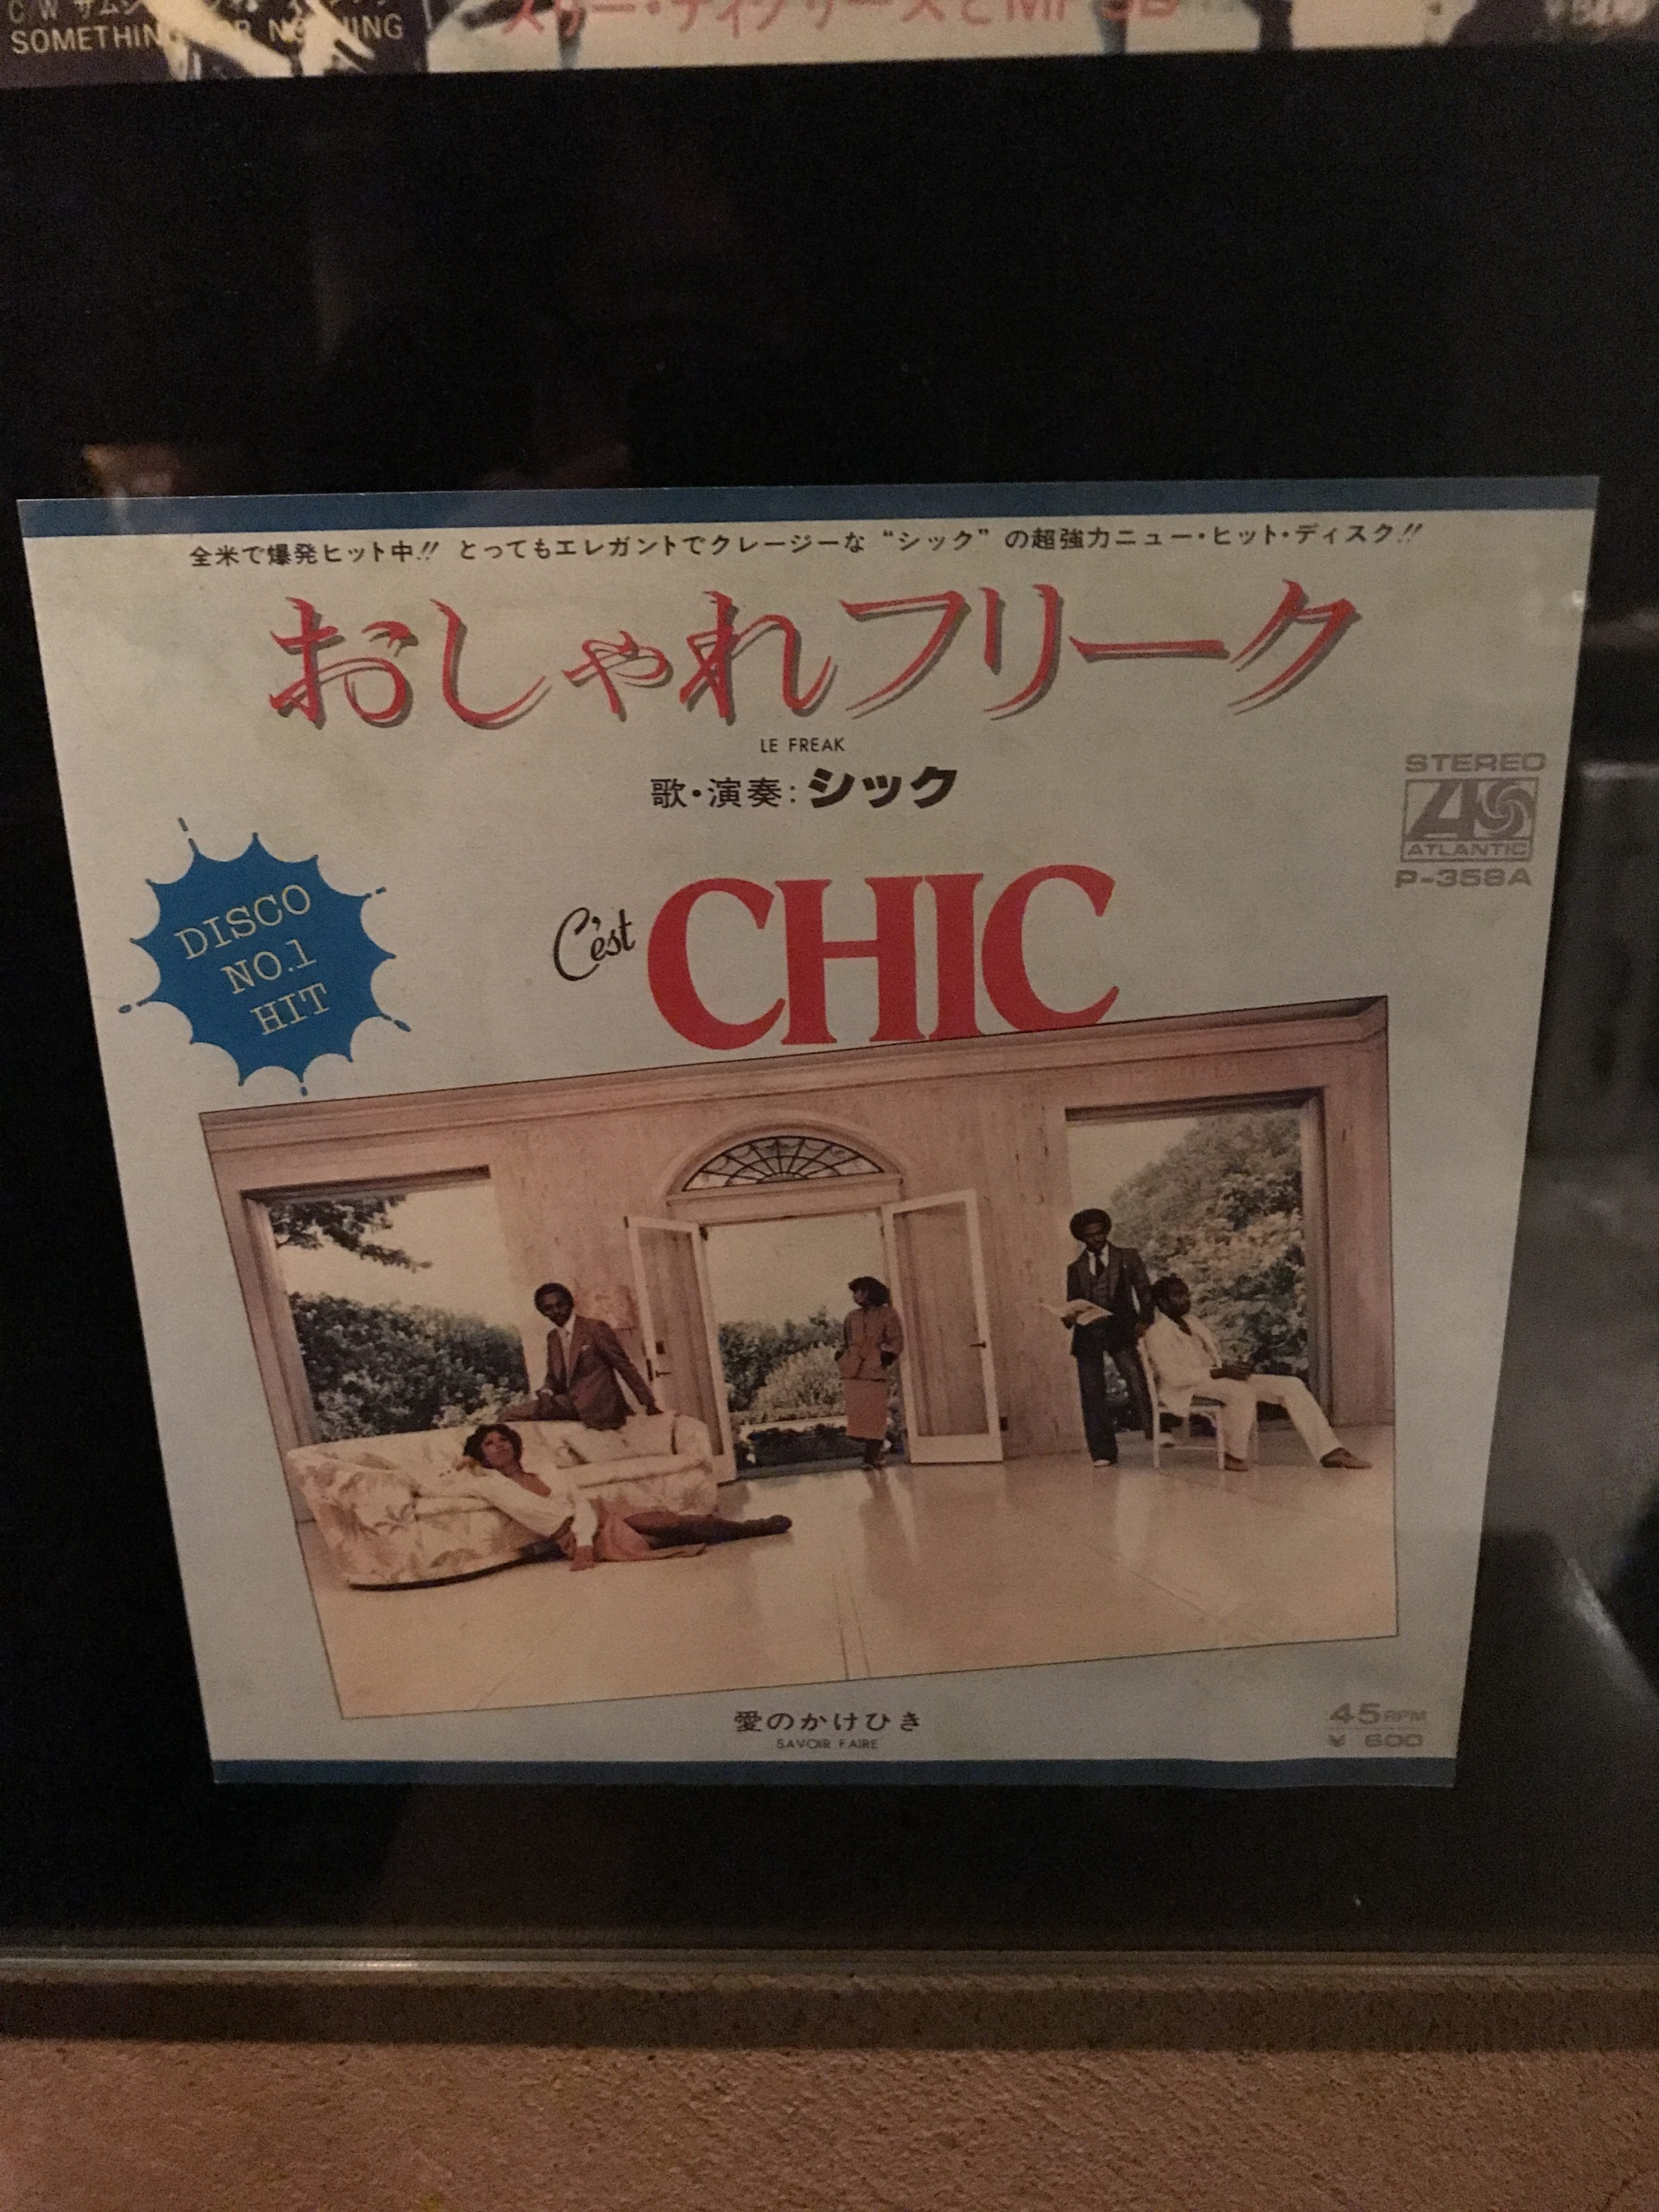 C/W
SOMETHING NOTHING
全米で爆発ヒット中!! とってもエレガントでクレージーな“シック”の超強力ニュー・ヒット・ディスク!!
おしゃれフリーク
LE FREAK
歌・演奏:シック
STEREO
ATLANTIC
P-358A
DISCO
NO.1
HIT
C'est CHIC
愛のかけひき
SAVOIR FAIRE
45RPM
¥ 600